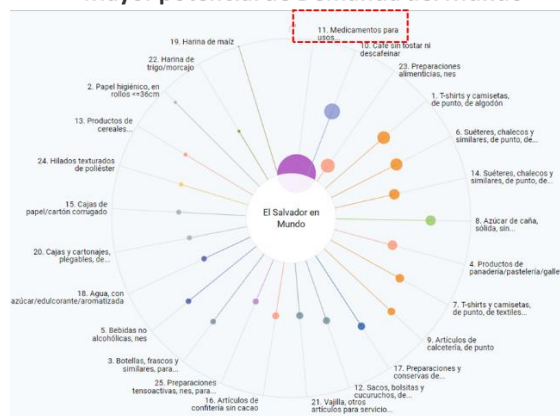 19. Harina de maíz
11. Medicamentos para
usos...
10. Café sin tostar ni
descafeinar
22. Harina de
trigo/morcajo
23. Preparaciones
alimenticias, nes
2. Papel higiénico, en
rollos <=36cm
1. T-shirts y camisetas,
de punto, de algodón
13. Productos de
cereales...
6. Suéteres, chalecos y
similares, de punto, de...
24. Hilados texturados
de poliéster
14. Suéteres, chalecos y
similares, de punto, de...
15. Cajas de
papel/cartón corrugado
El Salvador en
Mundo
8. Azúcar de caña,
sólida, sin...
20. Cajas y cartonajes,
plegables, de...
4. Productos de
panadería/pastelería/galle
18. Agua, con
azúcar/edulcorante/aromatizada
7. T-shirts y camisetas,
de punto, de textiles...
5. Bebidas no
alcohólicas, nes
9. Artículos de
calcetería, de punto
3. Botellas, frascos y
similares, para...
17. Preparaciones y
conservas de...
25. Preparaciones
tensoactivas, nes, para...
12. Sacos, bolsitas y
cucuruchos, de...
16. Artículos de
confitería sin cacao
21. Vajilla, otros
artículos para servicio...